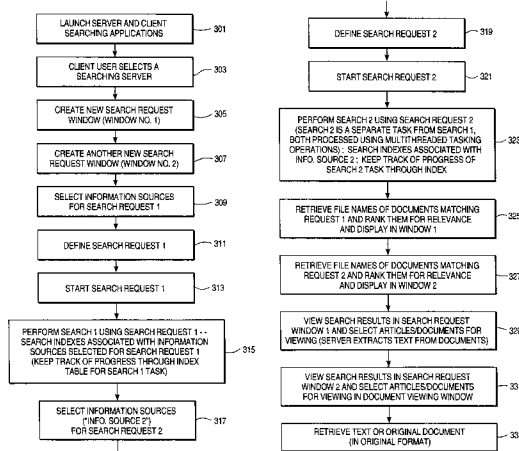 LAUNCH SERVER AND CLIENT
SEARCHING APPLICATIONS
301
CLIENT USER SELECTS A
SEARCHING SERVER
303
CREATE NEW SEARCH REQUEST
WINDOW (WINDOW NO. 1)
305
CREATE ANOTHER NEW SEARCH
REQUEST WINDOW (WINDOW NO. 2)
307
SELECT INFORMATION SOURCES
FOR SEARCH REQUEST 1
309
DEFINE SEARCH REQUEST 1
311
START SEARCH REQUEST 1
313
PERFORM SEARCH 1 USING SEARCH REQUEST 1 --
SEARCH INDEXES ASSOCIATED WITH INFORMATION
SOURCES SELECTED FOR SEARCH REQUEST 1
(KEEP TRACK OF PROGRESS THROUGH INDEX
TABLE FOR SEARCH 1 TASK)
315
SELECT INFORMATION SOURCES
("INFO. SOURCE 2")
FOR SEARCH REQUEST 2
317
DEFINE SEARCH REQUEST 2
319
START SEARCH REQUEST 2
321
PERFORM SEARCH 2 USING SEARCH REQUEST 2
(SEARCH 2 IS A SEPARATE TASK FROM SEARCH 1,
BOTH PROCESSED USING MULTITHREADED TASKING
OPERATIONS) ; SEARCH INDEXES ASSOCIATED WITH
INFO. SOURCE 2 ; KEEP TRACK OF PROGRESS OF
SEARCH 2 TASK THROUGH INDEX
323
RETRIEVE FILE NAMES OF DOCUMENTS MATCHING
REQUEST 1 AND RANK THEM FOR RELEVANCE
AND DISPLAY IN WINDOW 1
325
RETRIEVE FILE NAMES OF DOCUMENTS MATCHING
REQUEST 2 AND RANK THEM FOR RELEVANCE
AND DISPLAY IN WINDOW 2
327
VIEW SEARCH RESULTS IN SEARCH REQUEST
WINDOW 1 AND SELECT ARTICLES/DOCUMENTS FOR
VIEWING (SERVER EXTRACTS TEXT FROM DOCUMENTS)
VIEW SEARCH RESULTS IN SEARCH REQUEST
WINDOW 2 AND SELECT ARTICLES/DOCUMENTS
FOR VIEWING IN DOCUMENT VIEWING WINDOW
33
RETRIEVE TEXT OR ORIGINAL DOCUMENT
(IN ORIGINAL FORMAT)
33